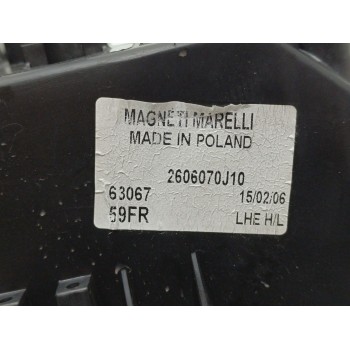 MAGNETI MARELLI
MADE IN POLAND
2606070J10
63067 15/02/06
59FR LHE H/L